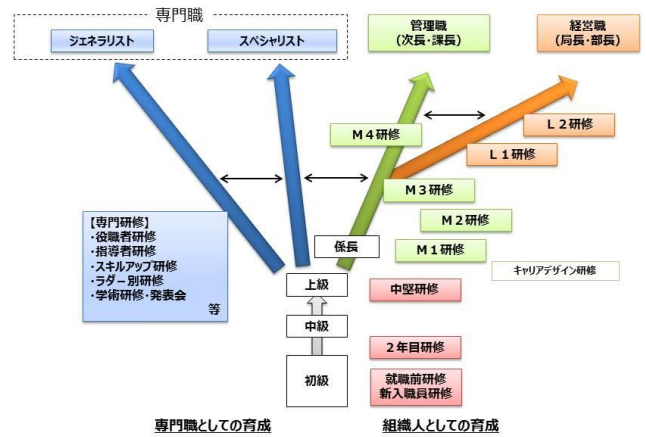 専門職
ジェネラリスト
スペシャリスト
管理職
(次長・課長)
経営職
(局長・部長)
M4研修
L2研修
L1研修
M3研修
M2研修
M1研修
キャリアデザイン研修
【専門研修】
・役職者研修
・指導者研修
・スキルアップ研修
・ラダー別研修
・学術研修・発表会
等
係長
上級
中級
初級
中堅研修
2年目研修
就職前研修
新入職員研修
専門職としての育成
組織人としての育成